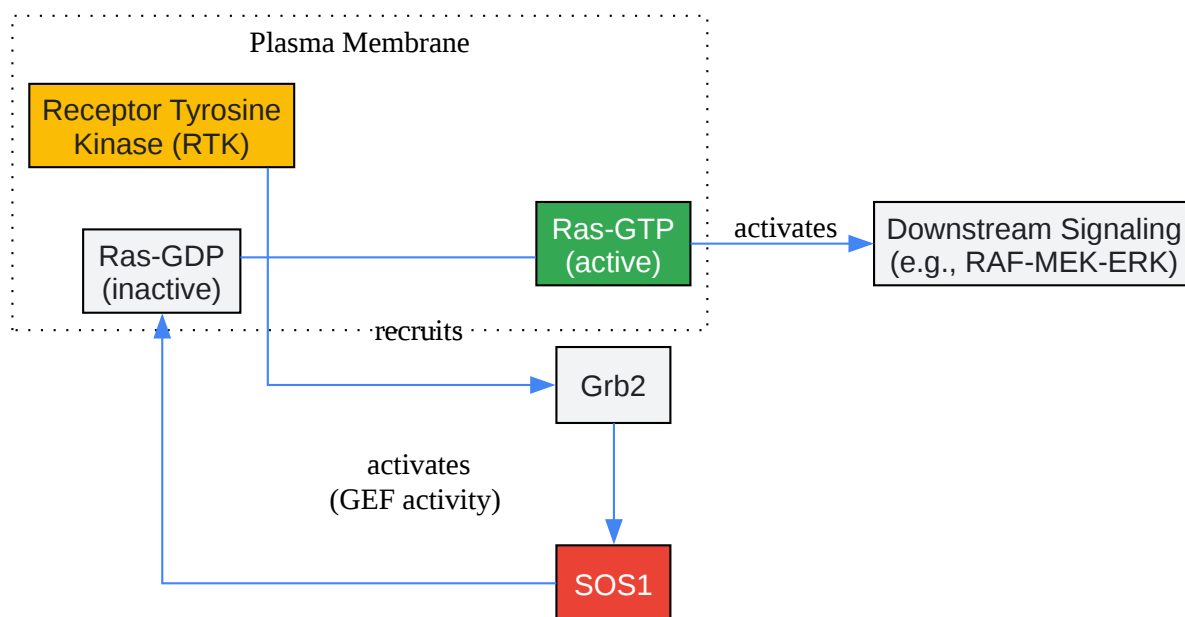 Plasma Membrane
Receptor Tyrosine
Kinase (RTK)
Ras-GDP
(inactive)
Ras-GTP
(active)
activates
Downstream Signaling
(e.g., RAF-MEK-ERK)
recruits
Grb2
activates
(GEF activity)
SOS1